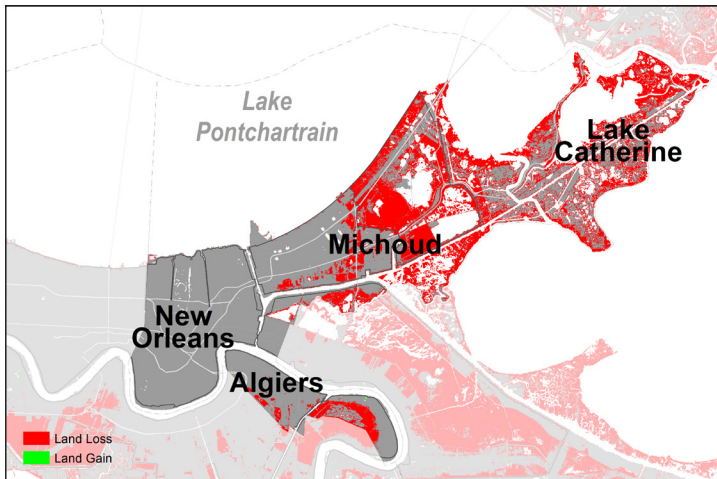 Lake
Pontchartrain
Lake
Catherine
Michoud
New
Orleans
Algiers
Land Loss
Land Gain